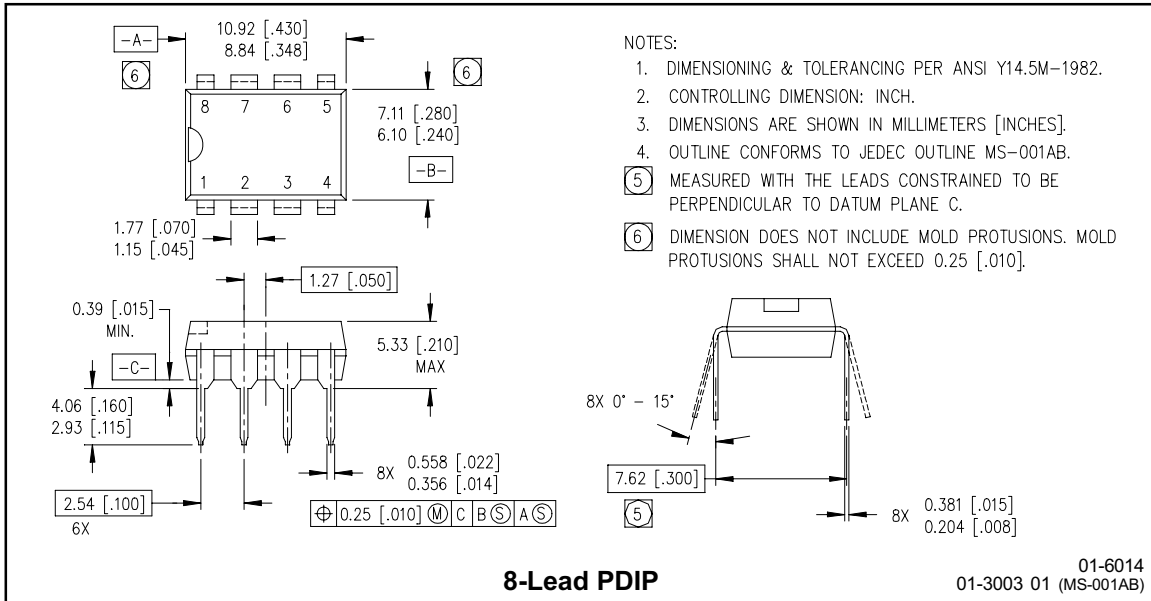 -A-
10.92 [.430]
8.84 [.348]
6
6
8 7 6 5
1 2 3 4
7.11 [.280]
6.10 [.240]
-B-
1.77 [.070]
1.15 [.045]
1.27 [.050]
0.39 [.015]
MIN.
-C-
5.33 [.210]
MAX
4.06 [.160]
2.93 [.115]
2.54 [.100]
6X
8X 0.558 [.022]
0.356 [.014]
⌖ 0.25 [.010] Ⓜ C B Ⓢ A Ⓢ
NOTES:
1. DIMENSIONING & TOLERANCING PER ANSI Y14.5M-1982.
2. CONTROLLING DIMENSION: INCH.
3. DIMENSIONS ARE SHOWN IN MILLIMETERS [INCHES].
4. OUTLINE CONFORMS TO JEDEC OUTLINE MS-001AB.
5 MEASURED WITH THE LEADS CONSTRAINED TO BE
PERPENDICULAR TO DATUM PLANE C.
6 DIMENSION DOES NOT INCLUDE MOLD PROTUSIONS. MOLD
PROTUSIONS SHALL NOT EXCEED 0.25 [.010].
8X 0° - 15°
7.62 [.300]
5
8X 0.381 [.015]
0.204 [.008]
8-Lead PDIP
01-6014
01-3003 01 (MS-001AB)